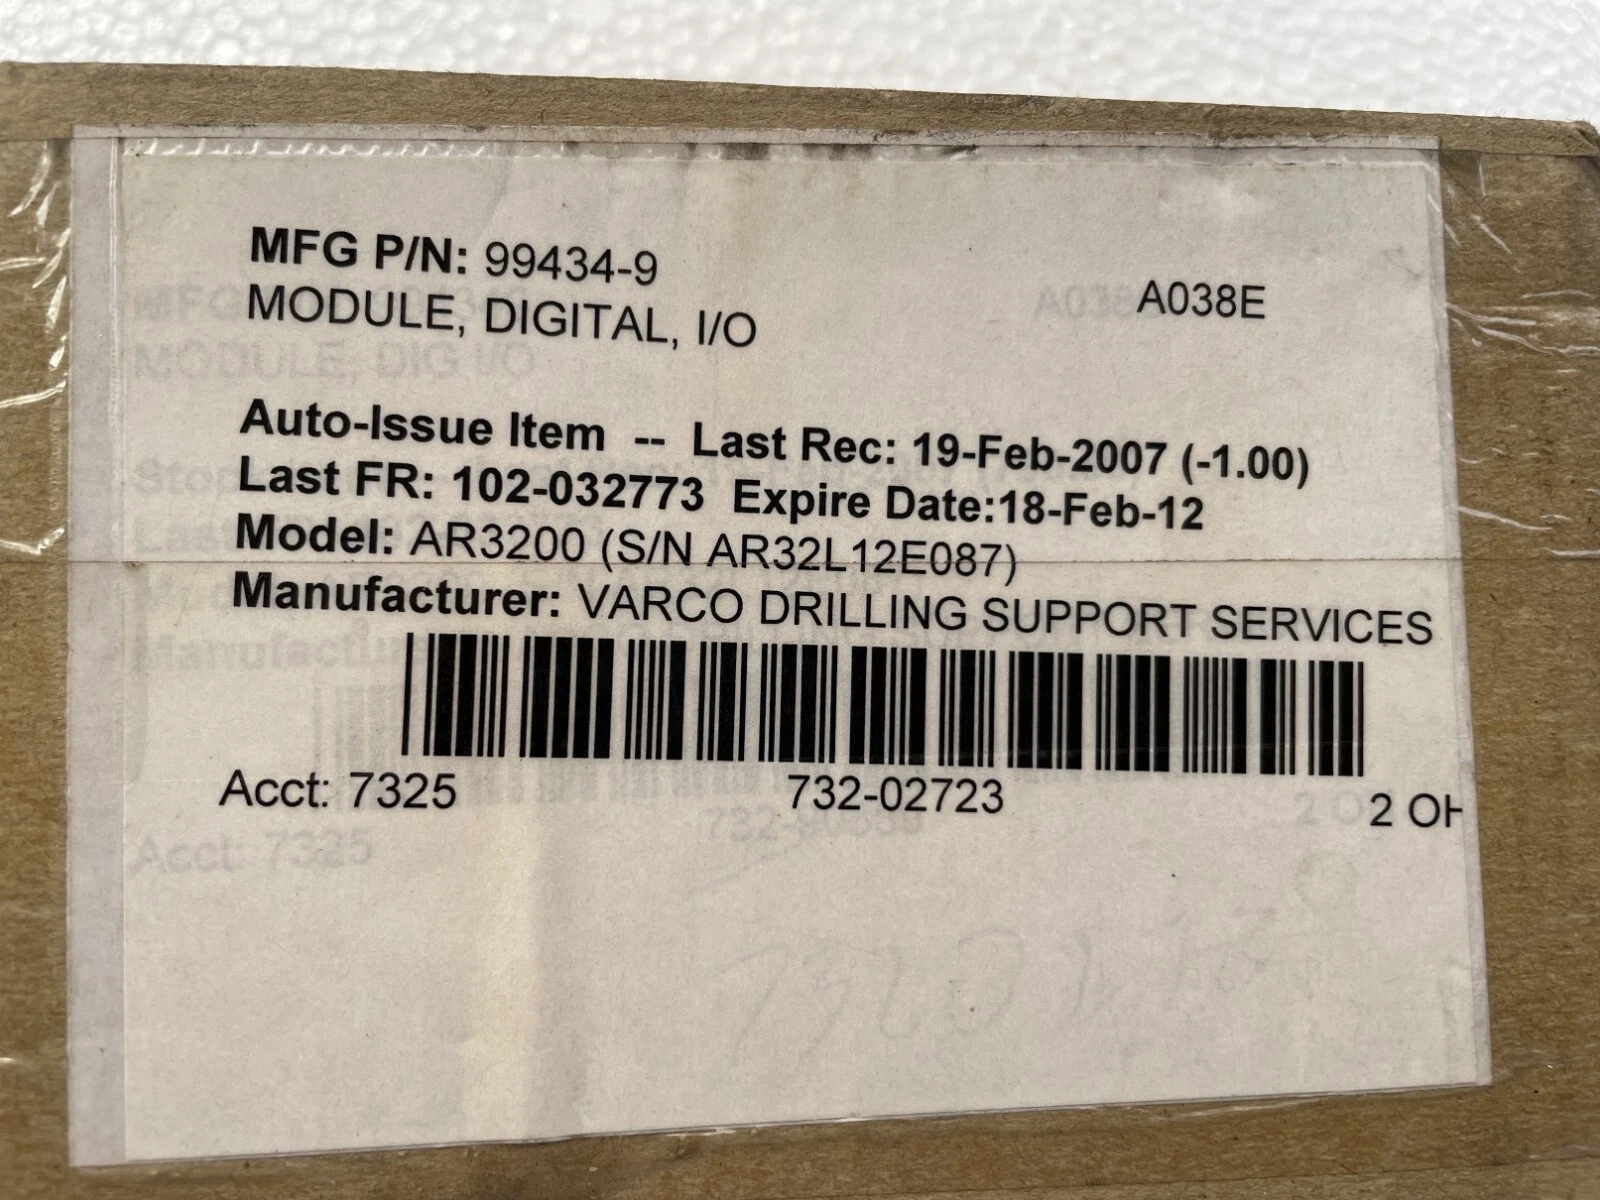 MFG P/N: 99434-9
A038E
MODULE, DIGITAL, I/O
Auto-Issue Item -- Last Rec: 19-Feb-2007 (-1.00)
Last FR: 102-032773 Expire Date:18-Feb-12
Model: AR3200 (S/N AR32L12E087)
Manufacturer: VARCO DRILLING SUPPORT SERVICES
Acct: 7325 732-02723 2 OH